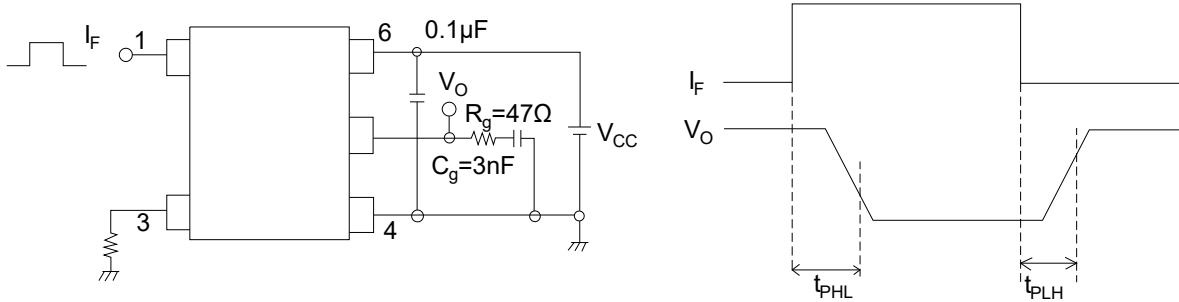 I_F
1
6
0.1μF
V_O
R_g=47Ω
C_g=3nF
V_CC
3
4
I_F
V_O
t_PHL
t_PLH